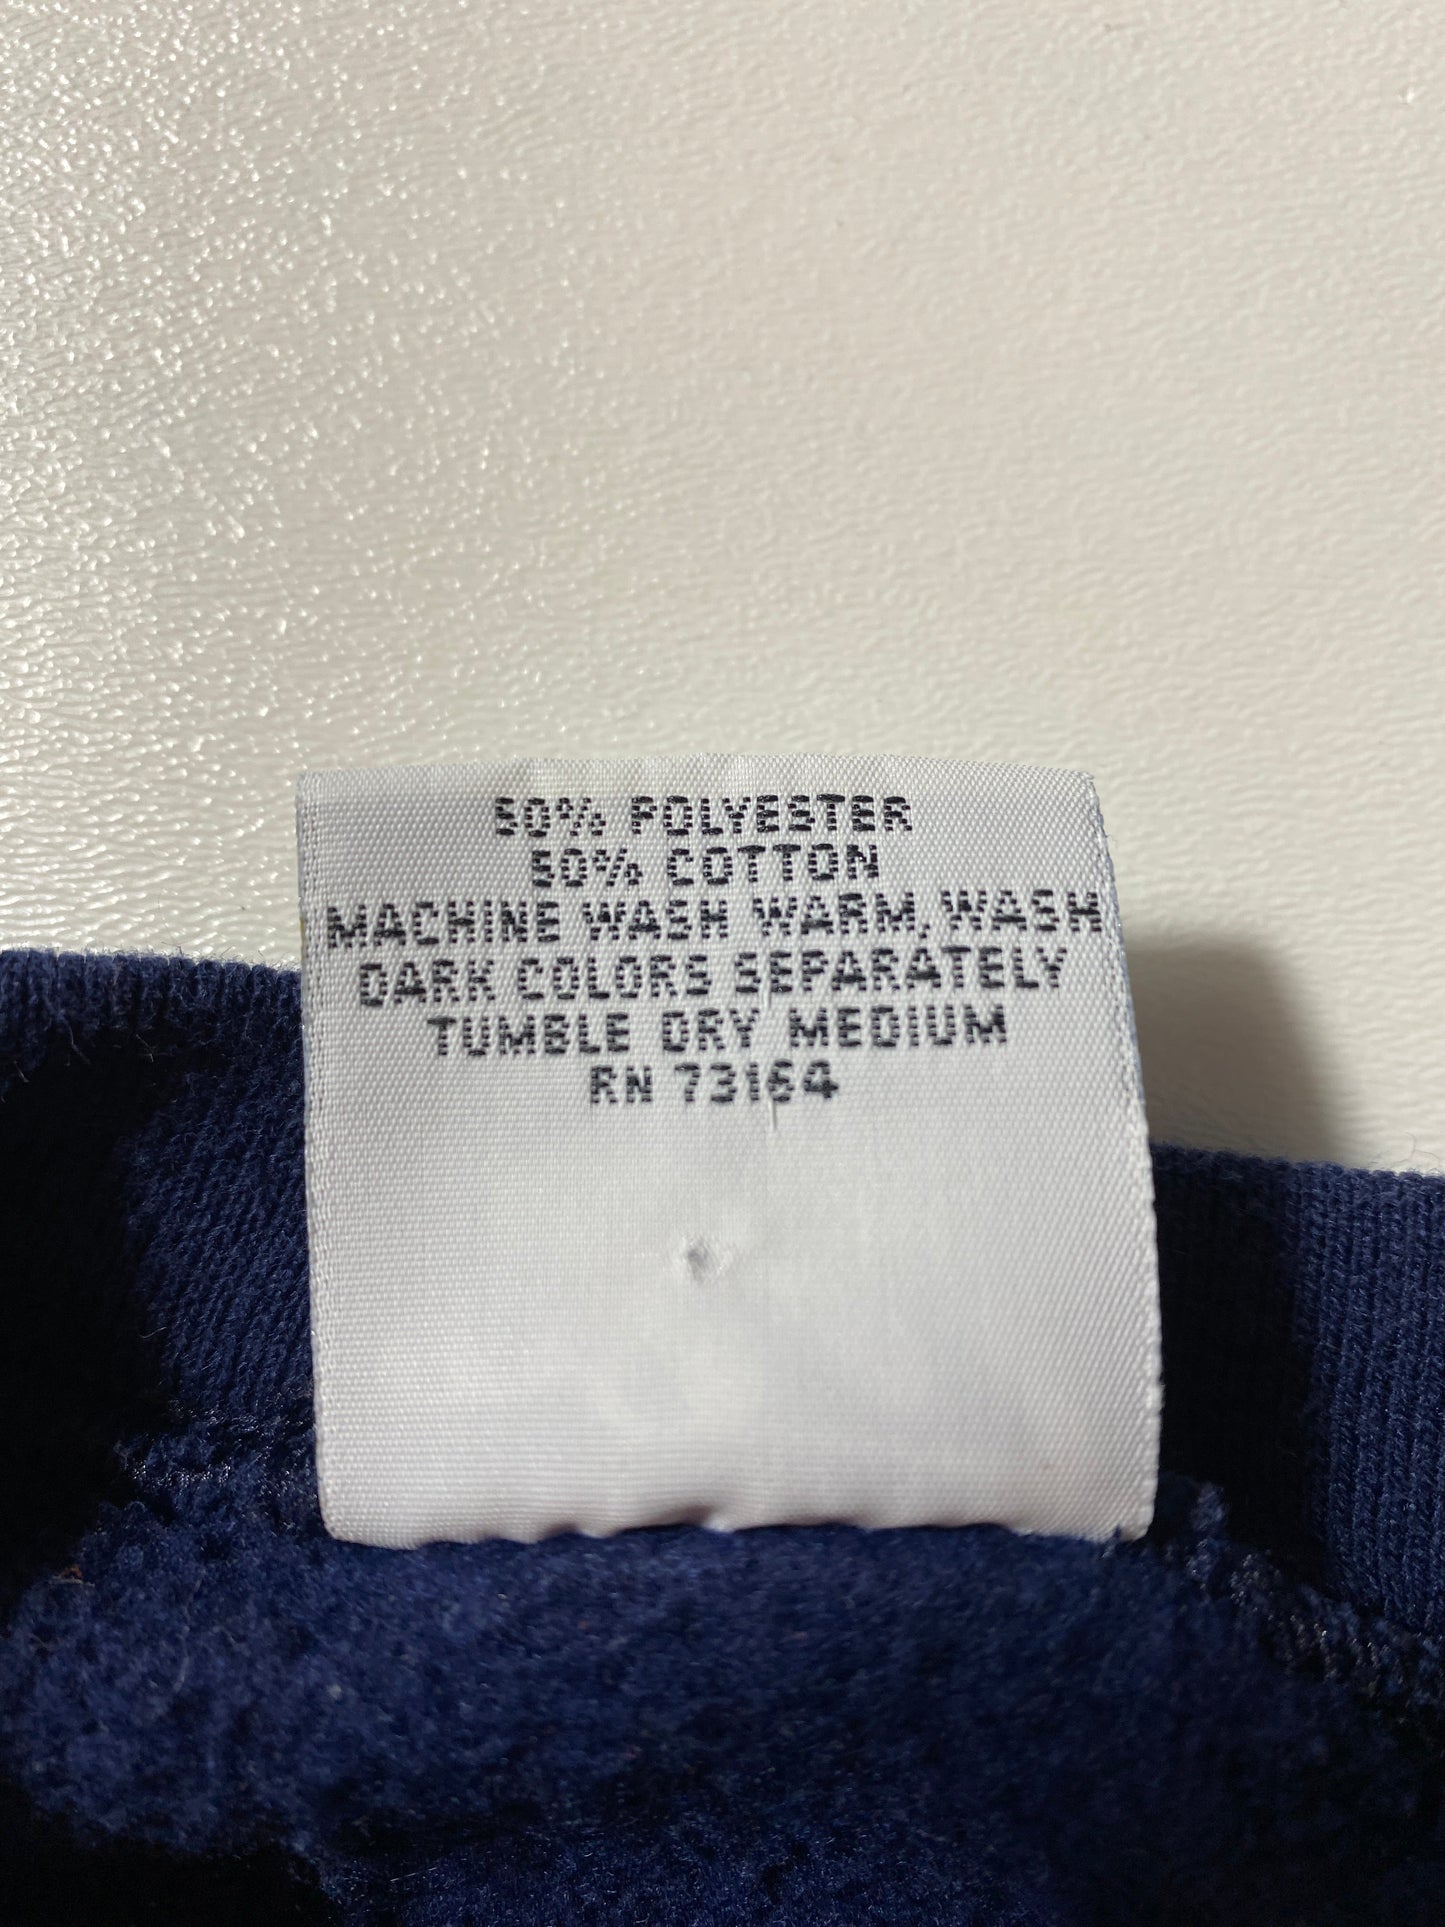 50% POLYESTER
50% COTTON
MACHINE WASH WARM, WASH
DARK COLORS SEPARATELY
TUMBLE DRY MEDIUM
RN 73164